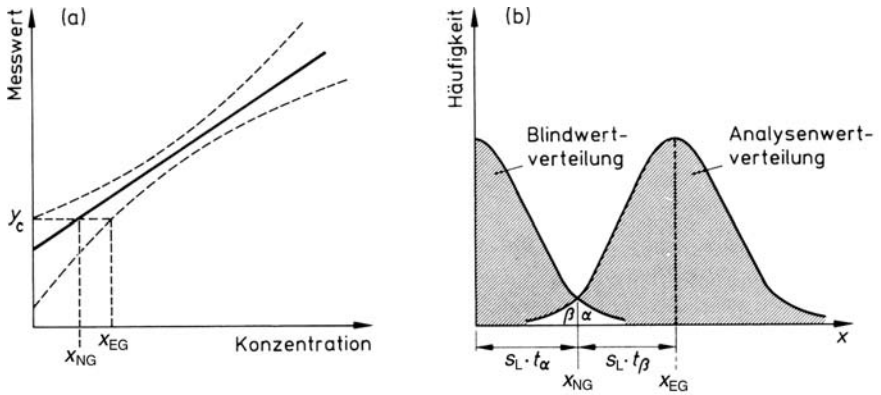 (a)
Messwert
y_c
x_NG
x_EG
Konzentration
(b)
Häufigkeit
Blindwert-
verteilung
Analysenwert-
verteilung
β α
x
s_L · t_α
s_L · t_β
x_NG
x_EG